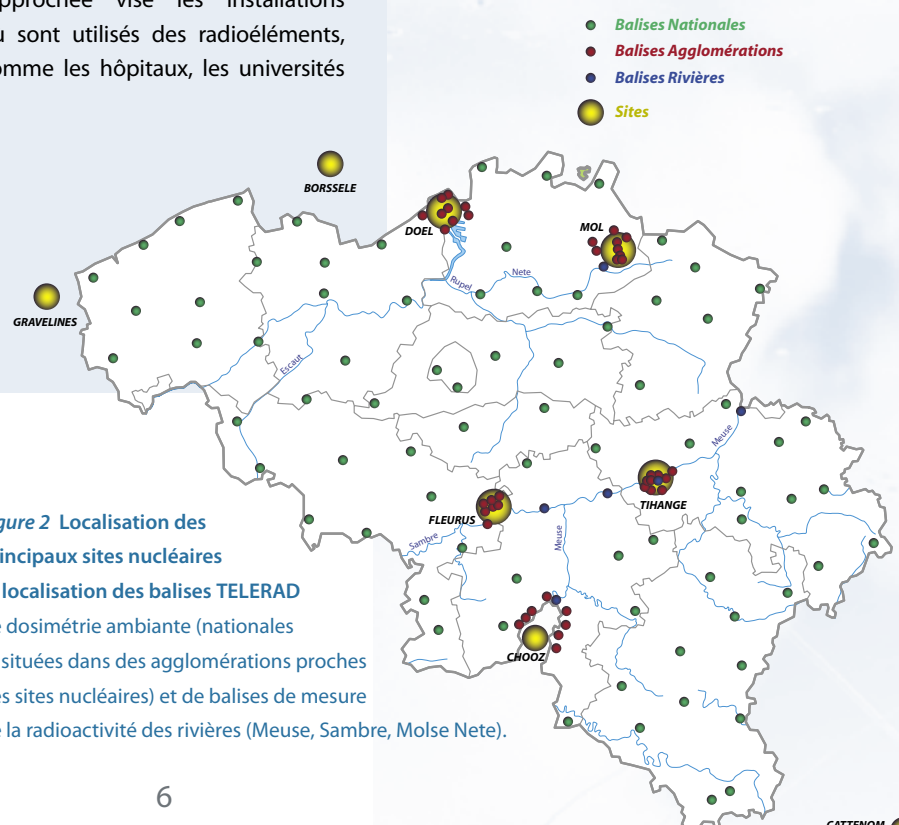 pprochée vise les installations
u sont utilisés des radioéléments,
omme les hôpitaux, les universités
Balises Nationales
Balises Agglomérations
Balises Rivières
Sites
BORSSELE
DOEL
MOL
Nete
Rupel
GRAVELINES
Escaut
Meuse
TIHANGE
FLEURUS
Sambre
Meuse
CHOOZ
gure 2 Localisation des
incipaux sites nucléaires
localisation des balises TELERAD
e dosimétrie ambiante (nationales
situées dans des agglomérations proches
es sites nucléaires) et de balises de mesure
e la radioactivité des rivières (Meuse, Sambre, Molse Nete).
6
CATTENOM